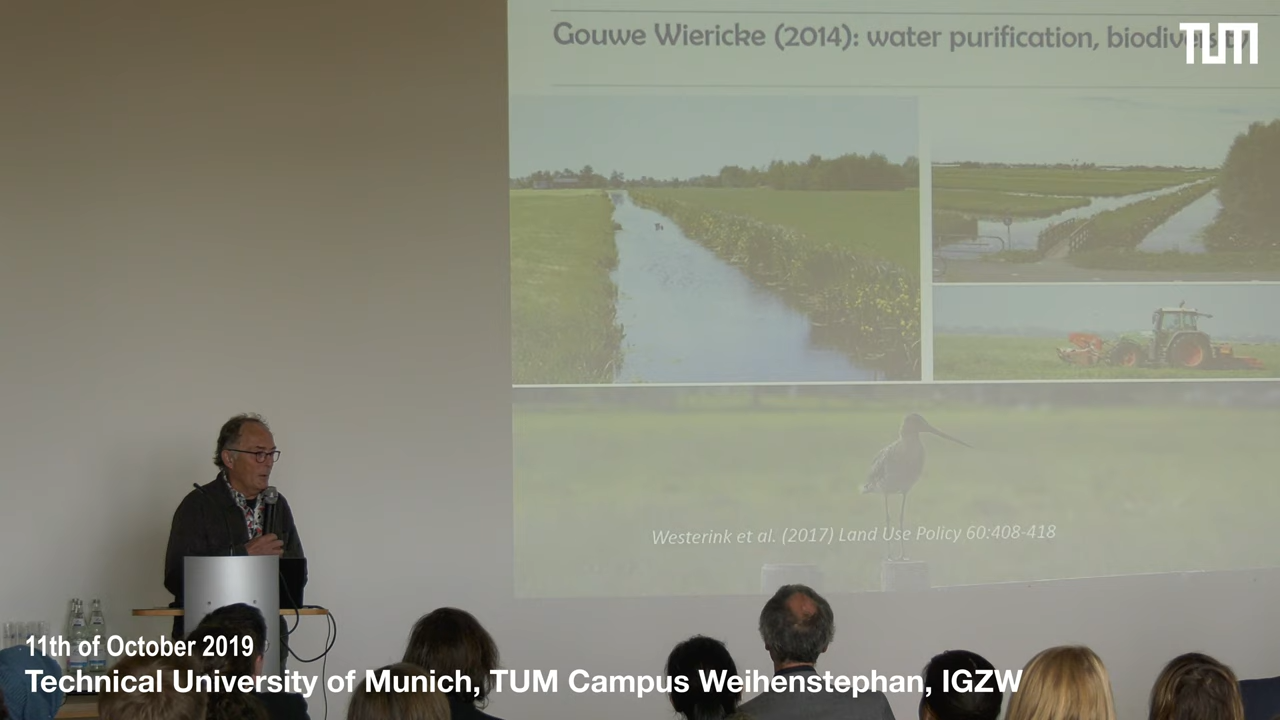 Gouwe Wiericke (2014): water purification, biodiversity
TUM
Westerink et al. (2017) Land Use Policy 60:408-418
11th of October 2019
Technical University of Munich, TUM Campus Weihenstephan, IGZW